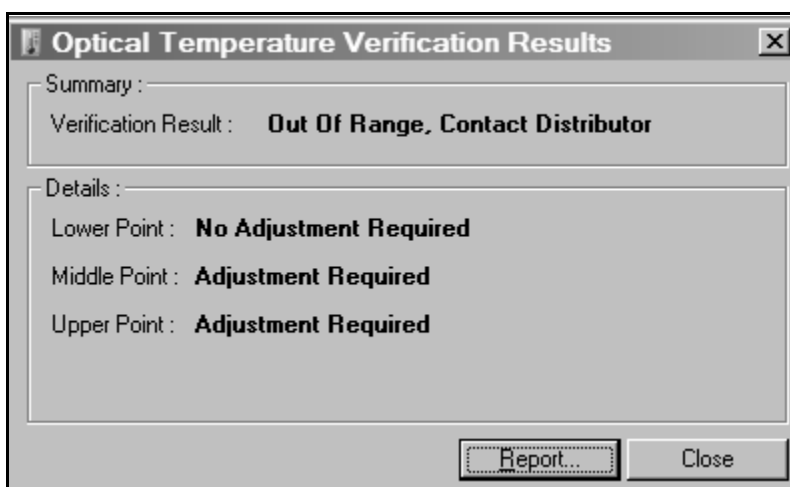 Optical Temperature Verification Results
Summary :
Verification Result : Out Of Range, Contact Distributor
Details :
Lower Point : No Adjustment Required
Middle Point : Adjustment Required
Upper Point : Adjustment Required
Report... Close